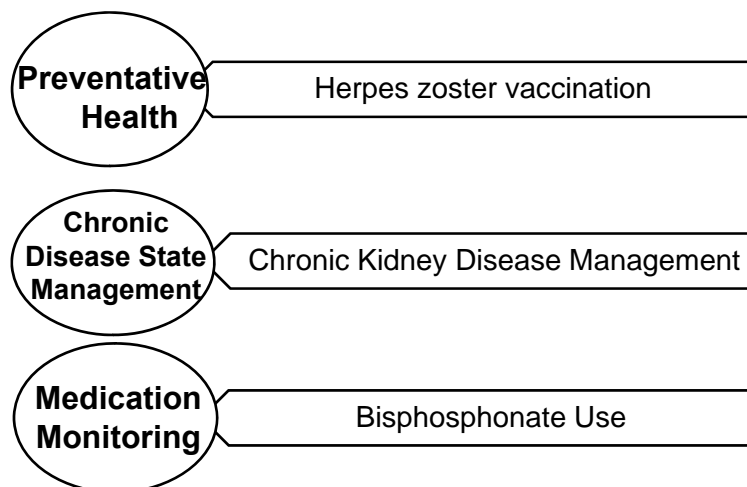 Preventative
Health
Herpes zoster vaccination
Chronic
Disease State
Management
Chronic Kidney Disease Management
Medication
Monitoring
Bisphosphonate Use